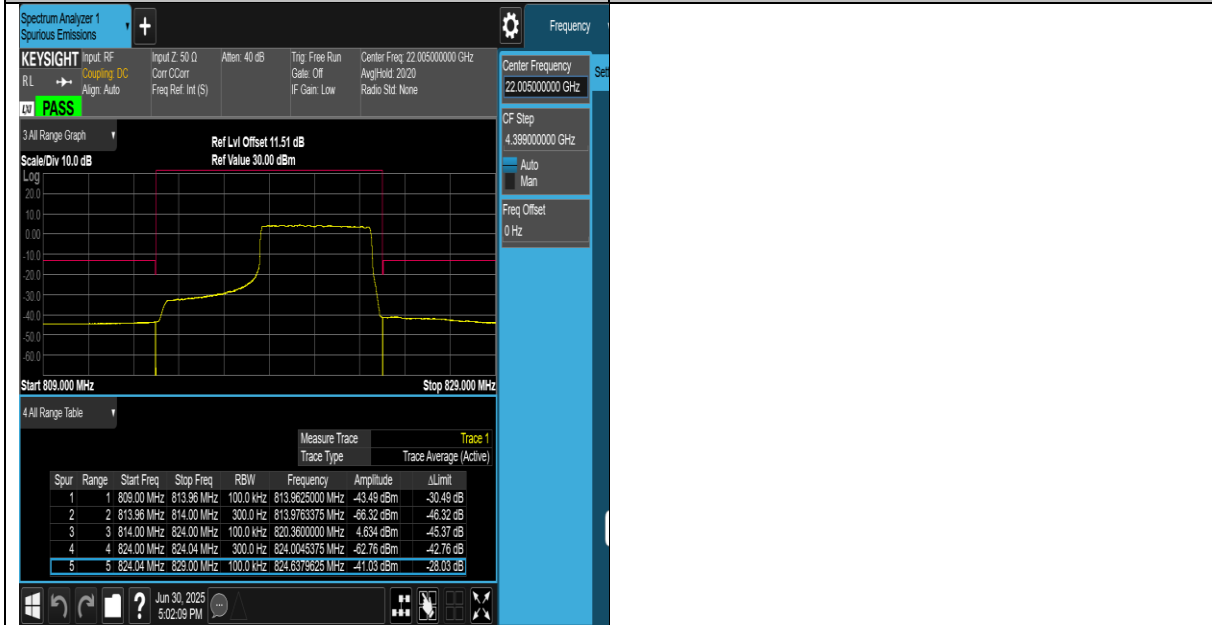 Spectrum Analyzer 1
Spurious Emissions
+
Frequency
KEYSIGHT Input: RF Input Z: 50 Ω Atten: 40 dB Trig: Free Run Center Freq: 22.005000000 GHz
RL Coupling: DC Corr CCorr Gate: Off Avg|Hold: 20/20
Align: Auto Freq Ref: Int (S) IF Gain: Low Radio Std: None
LXI PASS
Center Frequency
22.005000000 GHz
CF Step
4.399000000 GHz
Auto
Man
Freq Offset
0 Hz
3 All Range Graph
Ref Lvl Offset 11.51 dB
Scale/Div 10.0 dB Ref Value 30.00 dBm
Log
20.0
10.0
0.00
-10.0
-20.0
-30.0
-40.0
-50.0
-60.0
Start 809.000 MHz Stop 829.000 MHz
4 All Range Table
Measure Trace Trace 1
Trace Type Trace Average (Active)
Spur Range Start Freq Stop Freq RBW Frequency Amplitude ΔLimit
1 1 809.00 MHz 813.96 MHz 100.0 kHz 813.9625000 MHz -43.49 dBm -30.49 dB
2 2 813.96 MHz 814.00 MHz 300.0 Hz 813.9763375 MHz -66.32 dBm -46.32 dB
3 3 814.00 MHz 824.00 MHz 100.0 kHz 820.3600000 MHz 4.634 dBm -45.37 dB
4 4 824.00 MHz 824.04 MHz 300.0 Hz 824.0045375 MHz -62.76 dBm -42.76 dB
5 5 824.04 MHz 829.00 MHz 100.0 kHz 824.6379625 MHz -41.03 dBm -28.03 dB
? Jun 30, 2025
5:02:09 PM